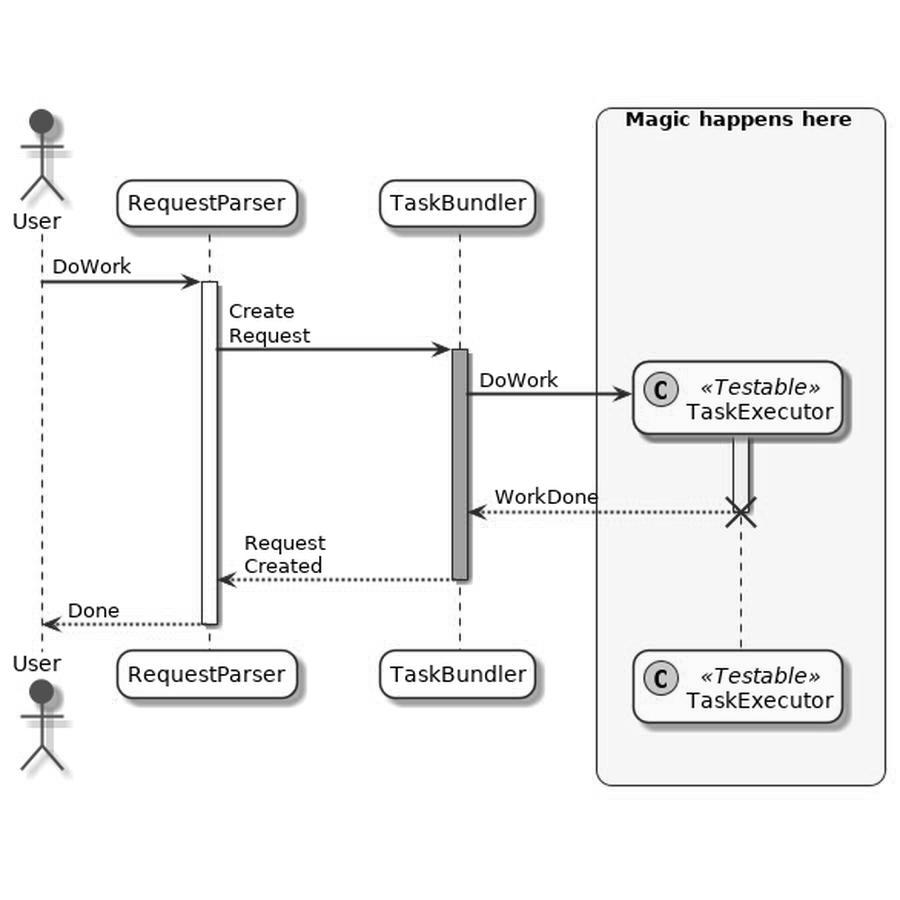 Magic happens here
User
RequestParser
TaskBundler
DoWork
Create
Request
DoWork
C
«Testable»
TaskExecutor
WorkDone
Request
Created
Done
User
RequestParser
TaskBundler
C
«Testable»
TaskExecutor